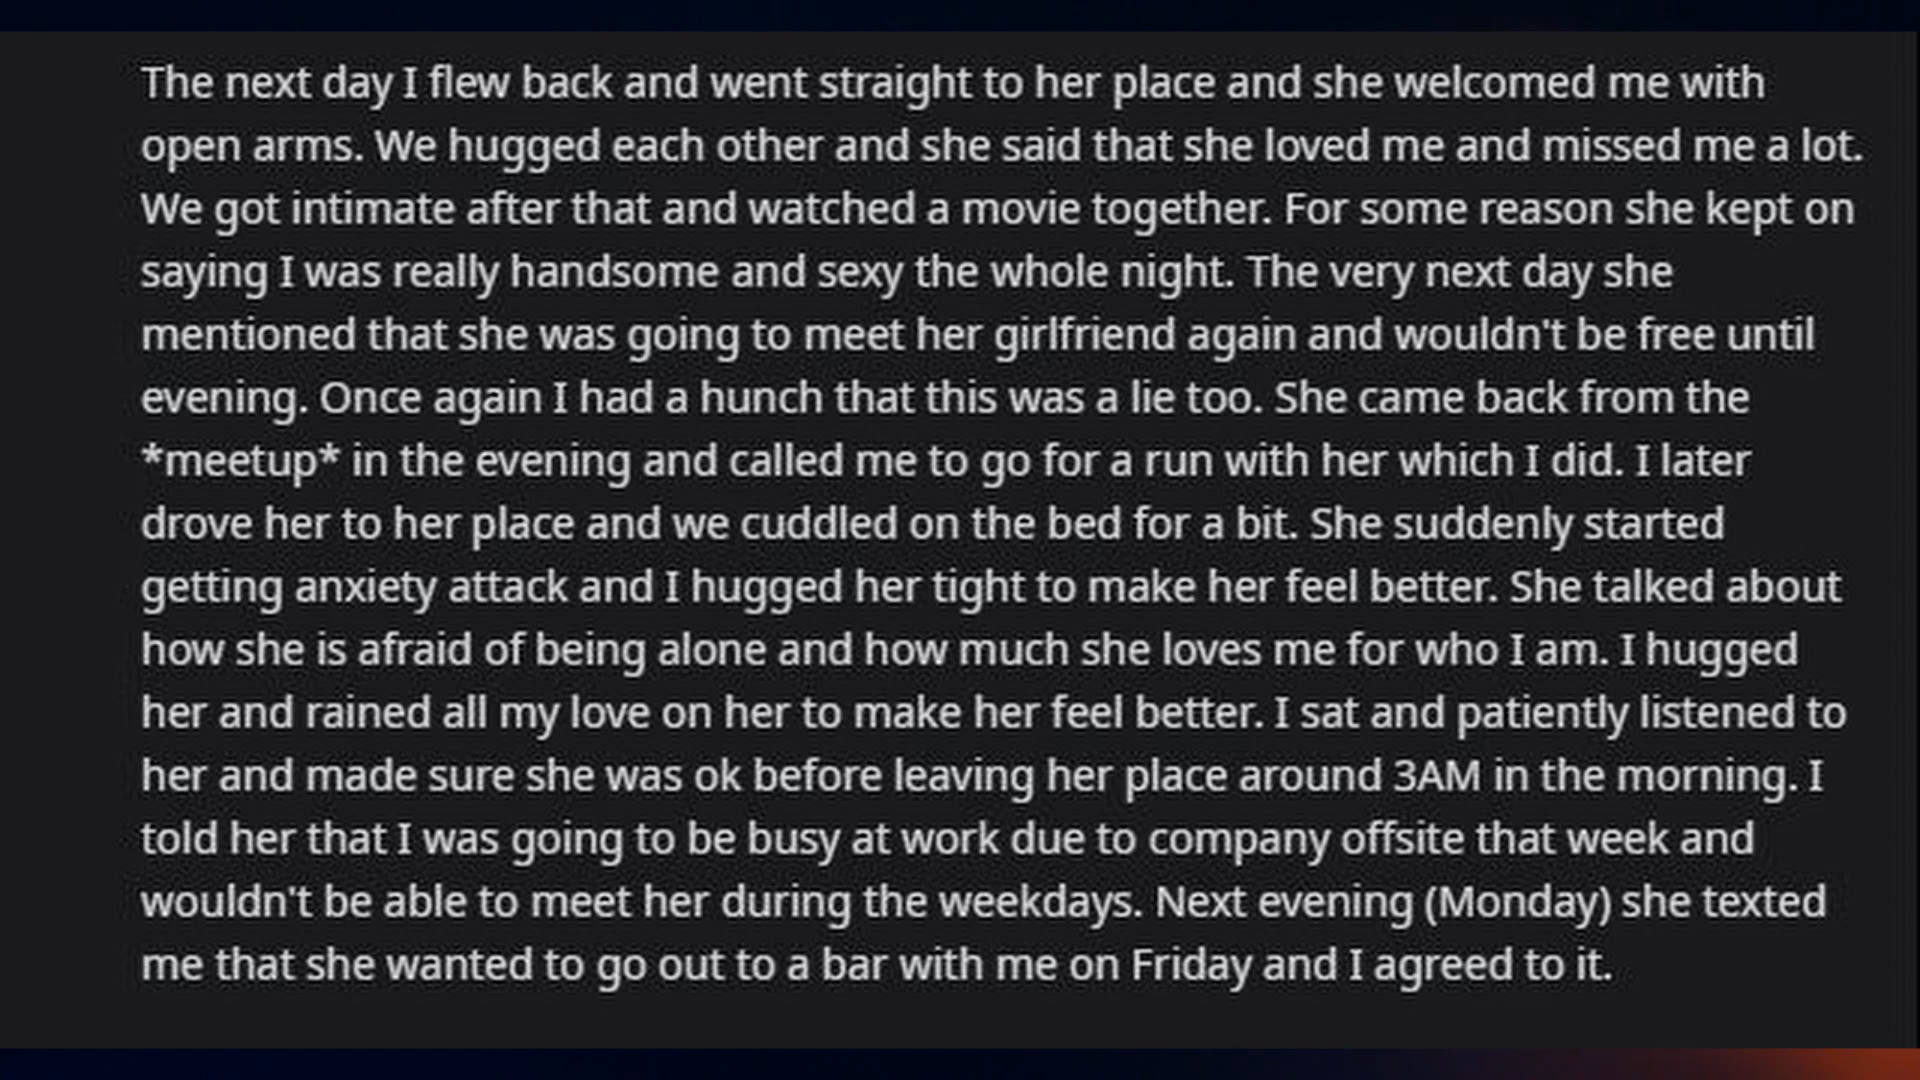 The next day I flew back and went straight to her place and she welcomed me with
open arms. We hugged each other and she said that she loved me and missed me a lot.
We got intimate after that and watched a movie together. For some reason she kept on
saying I was really handsome and sexy the whole night. The very next day she
mentioned that she was going to meet her girlfriend again and wouldn't be free until
evening. Once again I had a hunch that this was a lie too. She came back from the
*meetup* in the evening and called me to go for a run with her which I did. I later
drove her to her place and we cuddled on the bed for a bit. She suddenly started
getting anxiety attack and I hugged her tight to make her feel better. She talked about
how she is afraid of being alone and how much she loves me for who I am. I hugged
her and rained all my love on her to make her feel better. I sat and patiently listened to
her and made sure she was ok before leaving her place around 3AM in the morning. I
told her that I was going to be busy at work due to company offsite that week and
wouldn't be able to meet her during the weekdays. Next evening (Monday) she texted
me that she wanted to go out to a bar with me on Friday and I agreed to it.